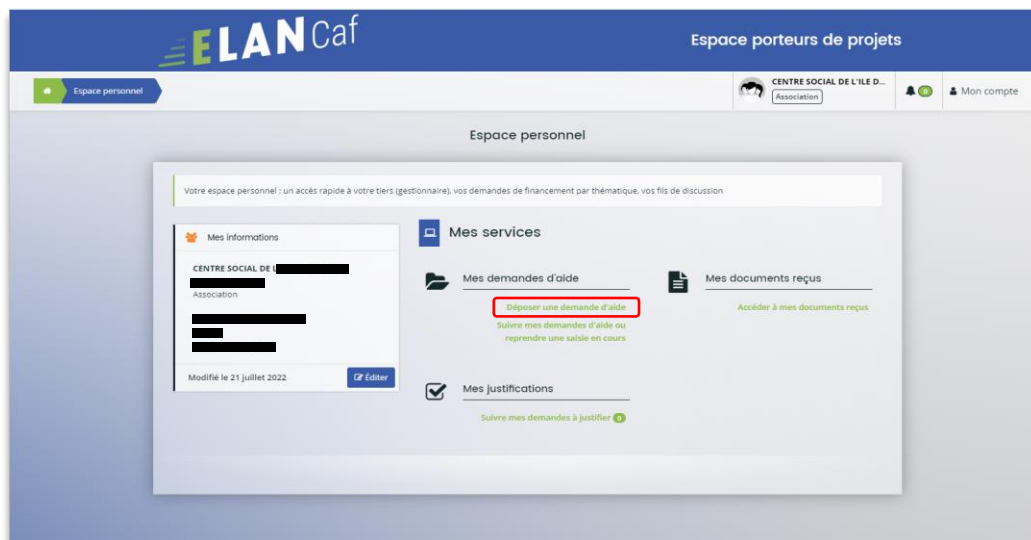 ELAN Caf
Espace porteurs de projets
Espace personnel
CENTRE SOCIAL DE L'ILE D...
Association
0
Mon compte
Espace personnel
Votre espace personnel : un accès rapide à votre tiers (gestionnaire), vos demandes de financement par thématique, vos fils de discussion
Mes informations
CENTRE SOCIAL DE
Association
Modifié le 21 juillet 2022
Éditer
Mes services
Mes demandes d'aide
Déposer une demande d'aide
Suivre mes demandes d'aide ou
reprendre une saisie en cours
Mes documents reçus
Accéder à mes documents reçus
Mes justifications
Suivre mes demandes à justifier 0